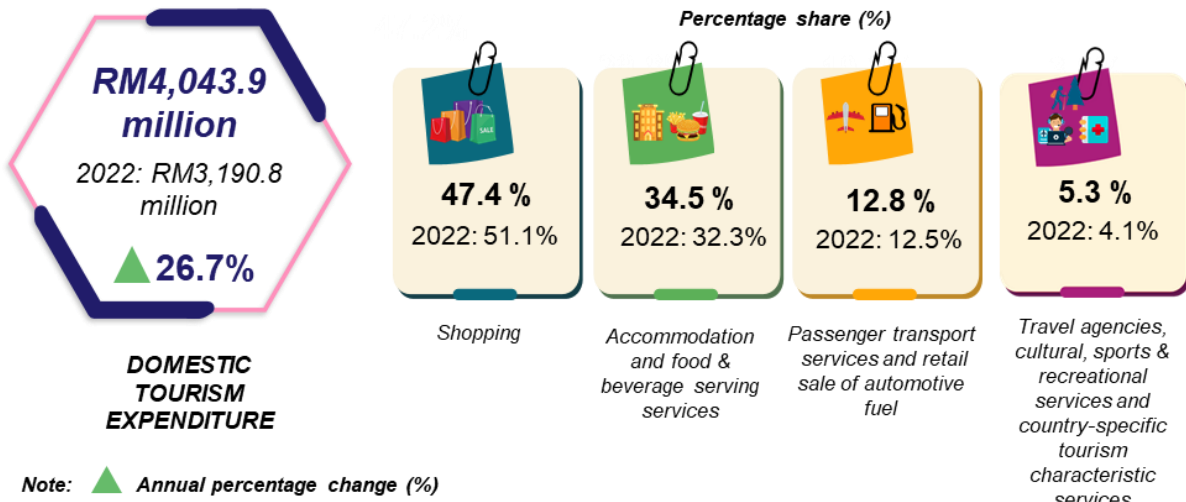 Percentage share (%)
RM4,043.9
million
2022: RM3,190.8
million
26.7%
DOMESTIC
TOURISM
EXPENDITURE
SALE
47.4 %
2022: 51.1%
Shopping
34.5 %
2022: 32.3%
Accommodation
and food &
beverage serving
services
12.8 %
2022: 12.5%
Passenger transport
services and retail
sale of automotive
fuel
5.3 %
2022: 4.1%
Travel agencies,
cultural, sports &
recreational
services and
country-specific
tourism
characteristic
services
Note: Annual percentage change (%)